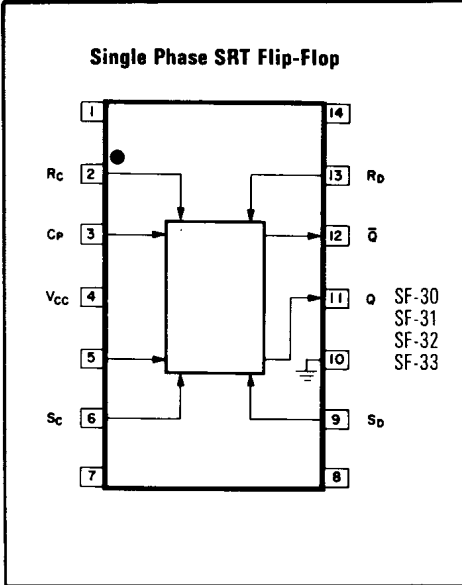 Single Phase SRT Flip-Flop
1 14
RC 2 13 RD
CP 3 12 Q̅
VCC 4 11 Q SF-30
SF-31
SF-32
5 10 SF-33
SC 6 9 SD
7 8